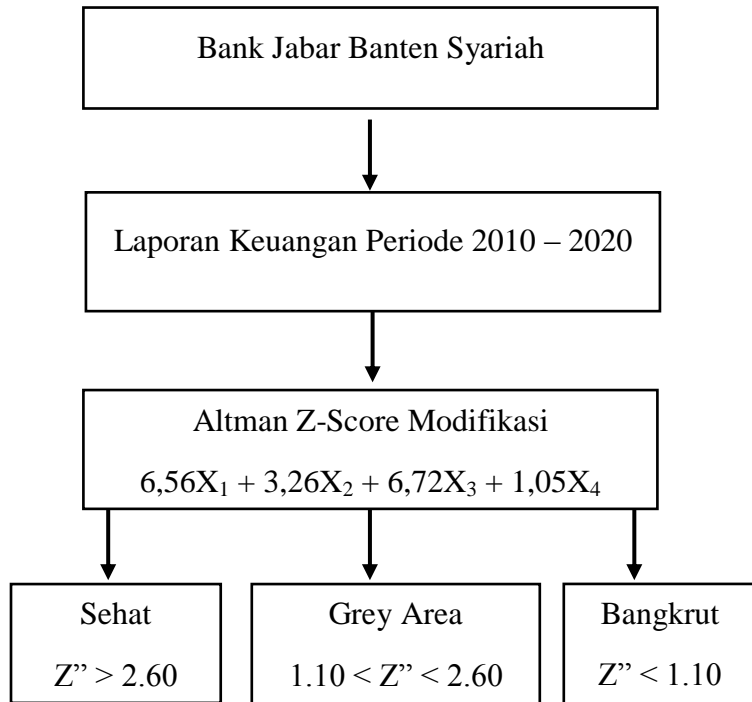 Bank Jabar Banten Syariah
Laporan Keuangan Periode 2010 – 2020
Altman Z-Score Modifikasi
6,56X₁ + 3,26X₂ + 6,72X₃ + 1,05X₄
Sehat
Z” > 2.60
Grey Area
1.10 < Z” < 2.60
Bangkrut
Z” < 1.10